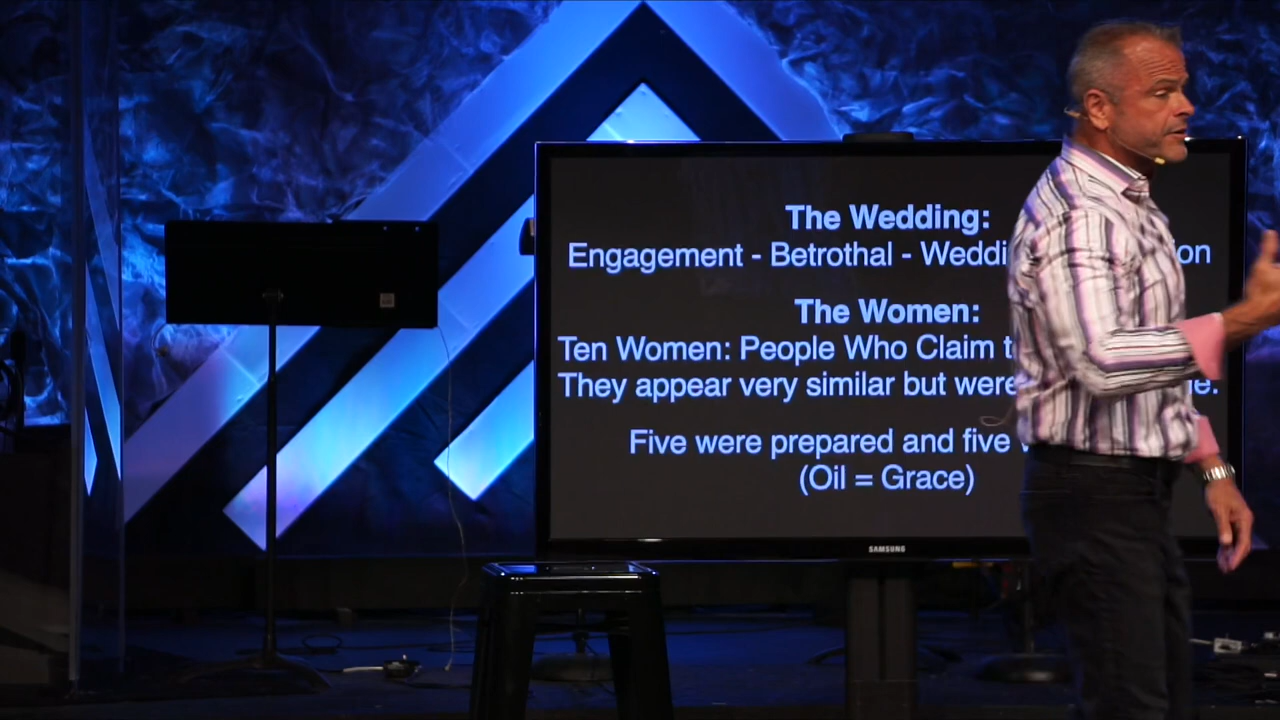 The Wedding:
Engagement - Betrothal - Weddi on
The Women:
Ten Women: People Who Claim t
They appear very similar but were e.
Five were prepared and five
(Oil = Grace)
SAMSUNG